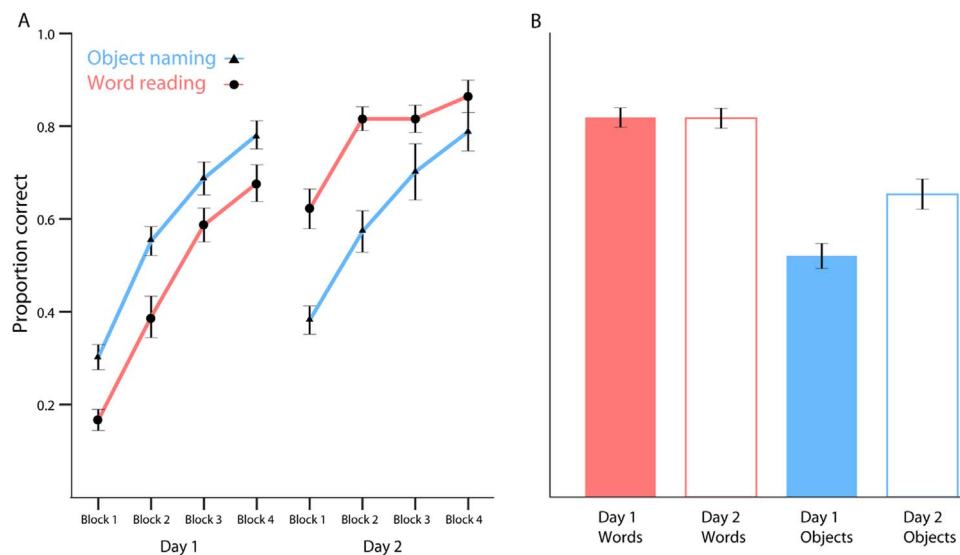 A
Proportion correct
1.0
0.8
0.6
0.4
0.2
Object naming
Word reading
Block 1 Block 2 Block 3 Block 4 Block 1 Block 2 Block 3 Block 4
Day 1 Day 2
B
Day 1 Day 2 Day 1 Day 2
Words Words Objects Objects